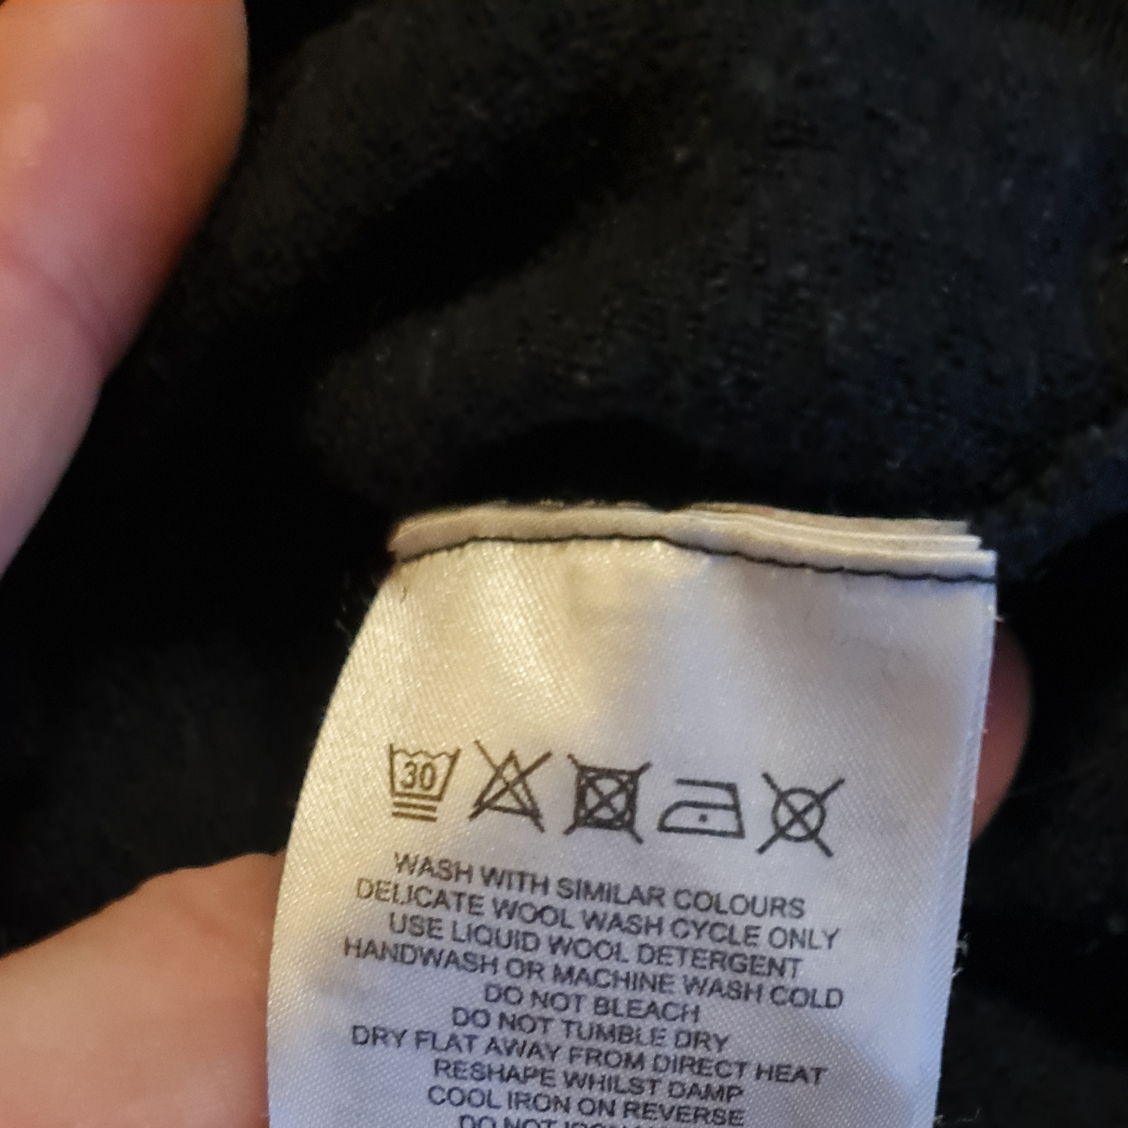 30
WASH WITH SIMILAR COLOURS
DELICATE WOOL WASH CYCLE ONLY
USE LIQUID WOOL DETERGENT
HANDWASH OR MACHINE WASH COLD
DO NOT BLEACH
DO NOT TUMBLE DRY
DRY FLAT AWAY FROM DIRECT HEAT
RESHAPE WHILST DAMP
COOL IRON ON REVERSE
DO NOT